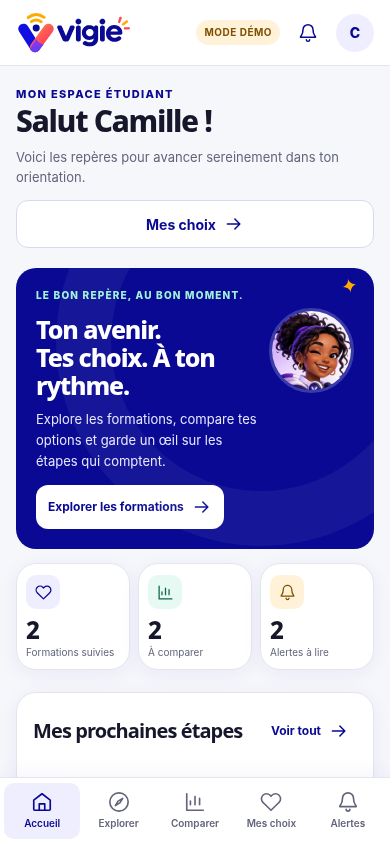 vigie
MODE DÉMO
C
MON ESPACE ÉTUDIANT
Salut Camille !
Voici les repères pour avancer sereinement dans ton
orientation.
Mes choix
LE BON REPÈRE, AU BON MOMENT.
Ton avenir.
Tes choix. À ton
rythme.
Explore les formations, compare tes
options et garde un œil sur les
étapes qui comptent.
Explorer les formations
2
Formations suivies
2
À comparer
2
Alertes à lire
Mes prochaines étapes
Voir tout
Accueil
Explorer
Comparer
Mes choix
Alertes